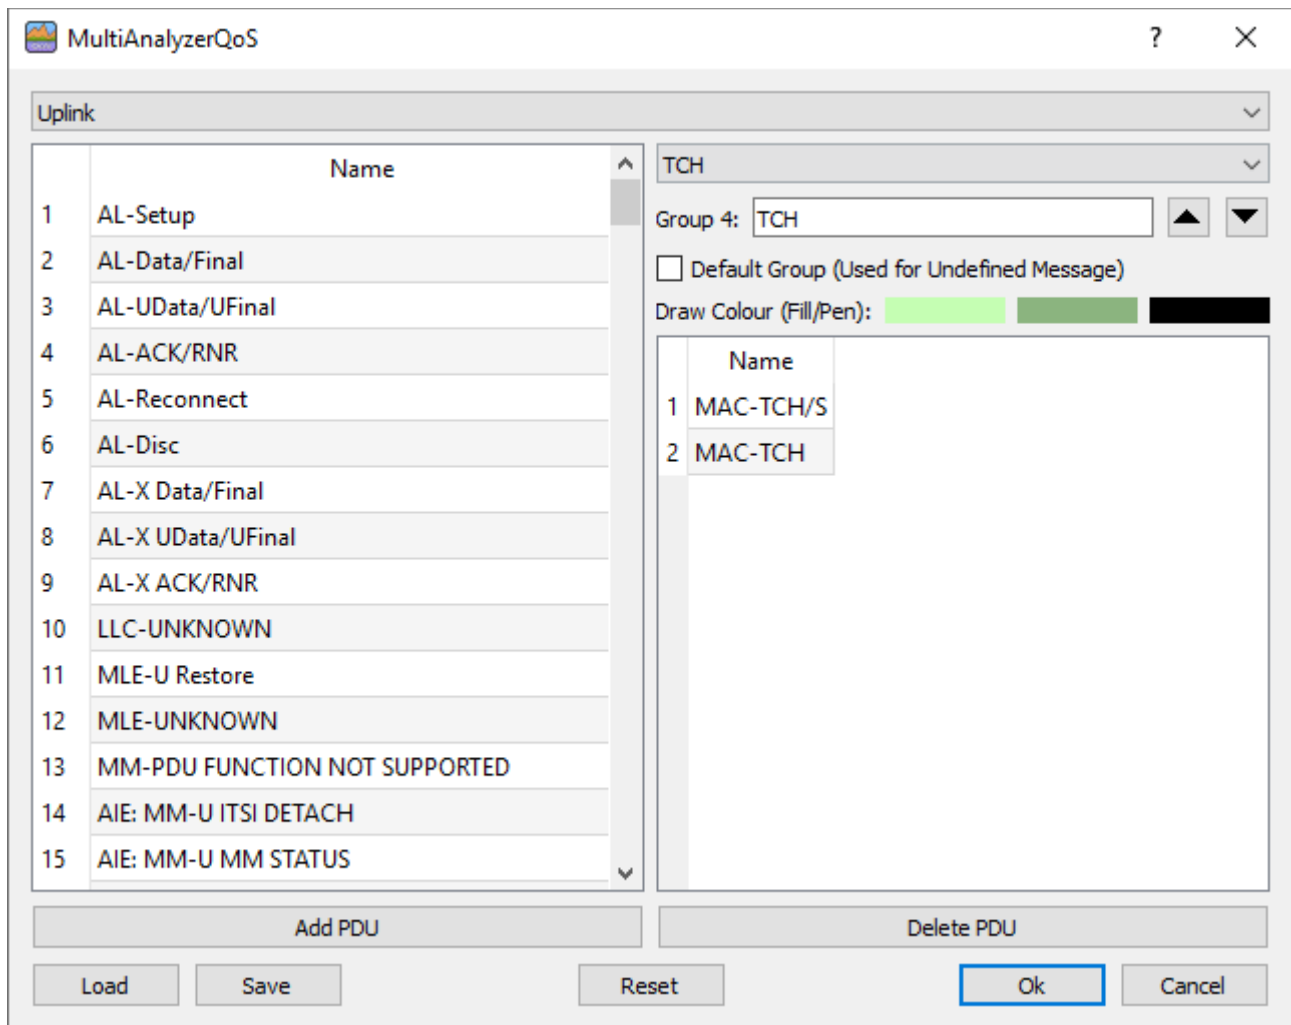 MultiAnalyzerQoS ?
Uplink
Name
1 AL-Setup
2 AL-Data/Final
3 AL-UData/UFinal
4 AL-ACK/RNR
5 AL-Reconnect
6 AL-Disc
7 AL-X Data/Final
8 AL-X UData/UFinal
9 AL-X ACK/RNR
10 LLC-UNKNOWN
11 MLE-U Restore
12 MLE-UNKNOWN
13 MM-PDU FUNCTION NOT SUPPORTED
14 AIE: MM-U ITSI DETACH
15 AIE: MM-U MM STATUS
TCH
Group 4: TCH
Default Group (Used for Undefined Message)
Draw Colour (Fill/Pen):
Name
1 MAC-TCH/S
2 MAC-TCH
Add PDU Delete PDU
Load Save Reset Ok Cancel